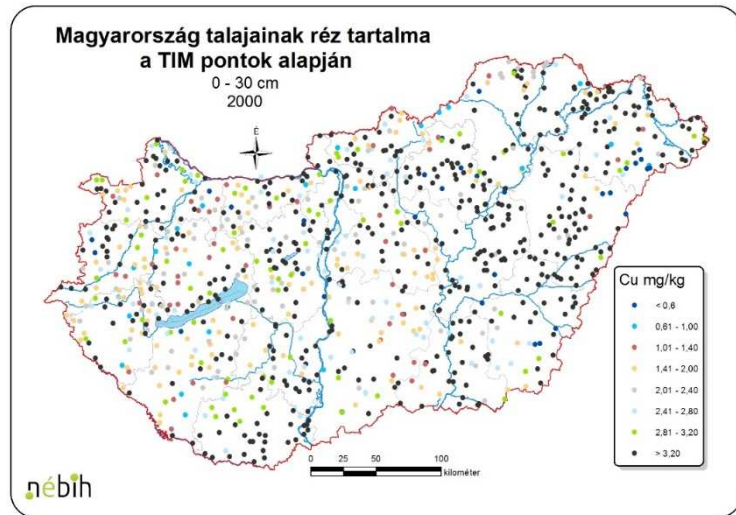 Magyarország talajainak réz tartalma
a TIM pontok alapján
0 - 30 cm
2000
É
Cu mg/kg
< 0,6
0,61 - 1,00
1,01 - 1,40
1,41 - 2,00
2,01 - 2,40
2,41 - 2,80
2,81 - 3,20
> 3,20
0 25 50 100
kilométer
nébih